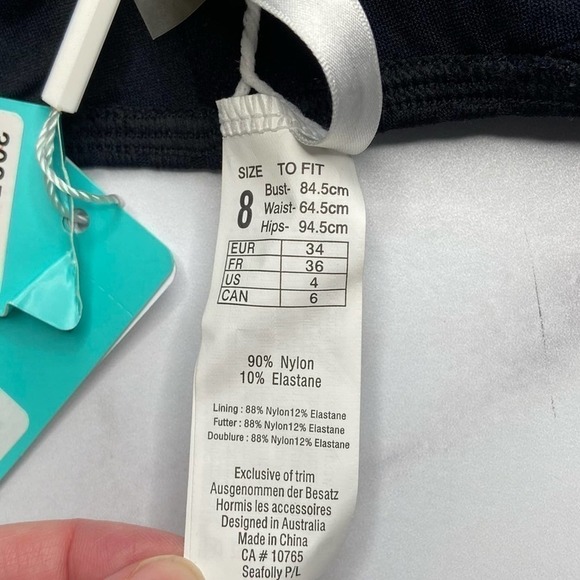 SIZE TO FIT
8 Bust- 84.5cm
Waist- 64.5cm
Hips- 94.5cm
EUR 34
FR 36
US 4
CAN 6
90% Nylon
10% Elastane
Lining : 88% Nylon12% Elastane
Futter : 88% Nylon12% Elastane
Doublure : 88% Nylon12% Elastane
Exclusive of trim
Ausgenommen der Besatz
Hormis les accessoires
Designed in Australia
Made in China
CA # 10765
Seafolly P/L